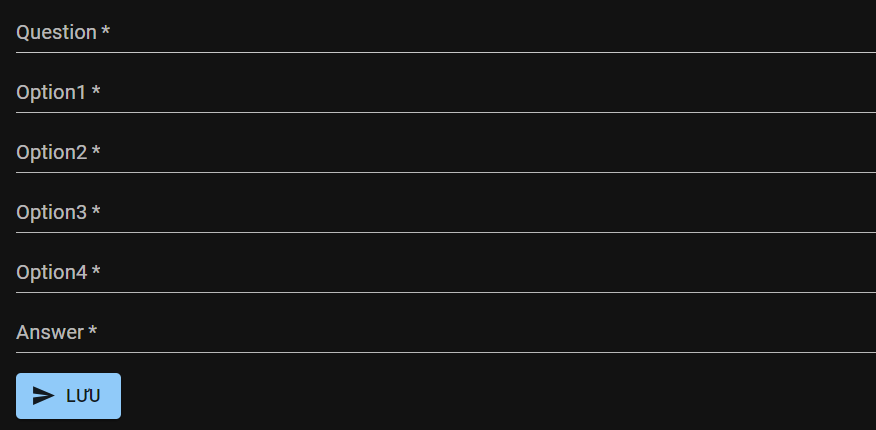 Question *
Option1 *
Option2 *
Option3 *
Option4 *
Answer *
LƯU